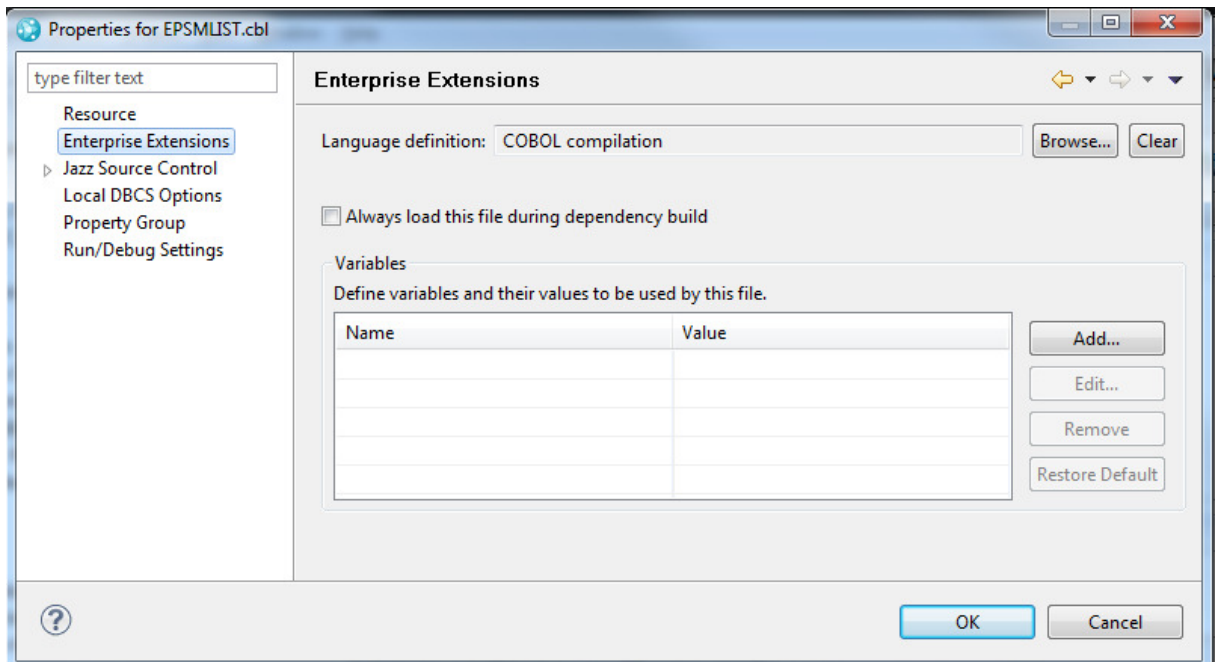 Properties for EPSMLIST.cbl
type filter text
Resource
Enterprise Extensions
Jazz Source Control
Local DBCS Options
Property Group
Run/Debug Settings
Enterprise Extensions
Language definition: COBOL compilation Browse... Clear
Always load this file during dependency build
Variables
Define variables and their values to be used by this file.
Name Value
Add...
Edit...
Remove
Restore Default
? OK Cancel